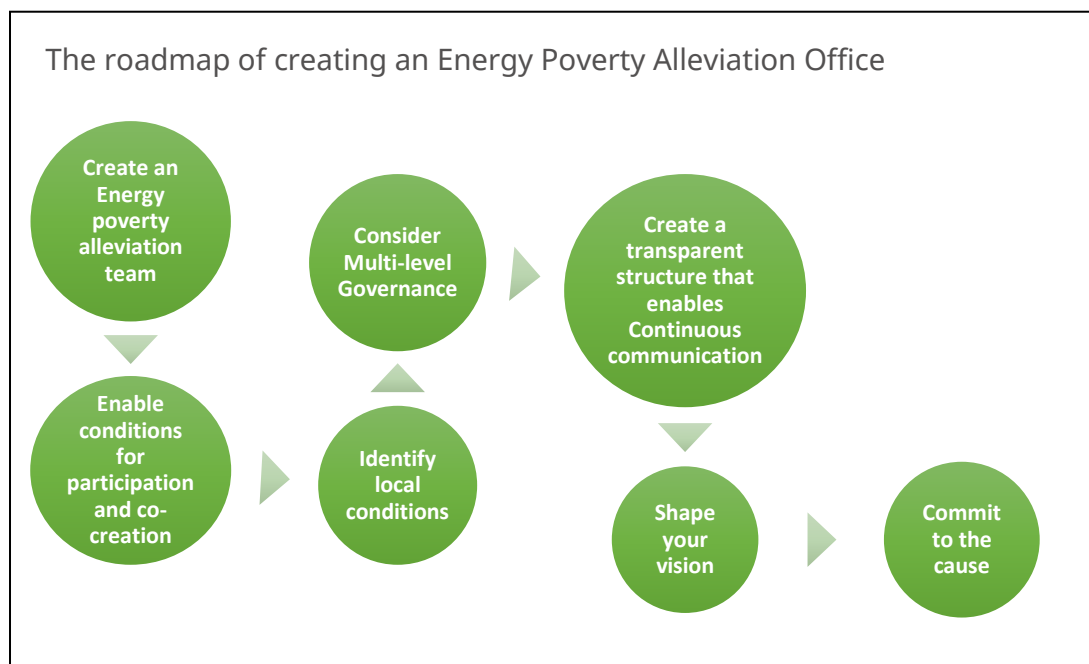 The roadmap of creating an Energy Poverty Alleviation Office
Create an
Energy
poverty
alleviation
team
Enable
conditions
for
participation
and co-
creation
Identify
local
conditions
Consider
Multi-level
Governance
Create a
transparent
structure that
enables
Continuous
communication
Shape
your
vision
Commit
to the
cause